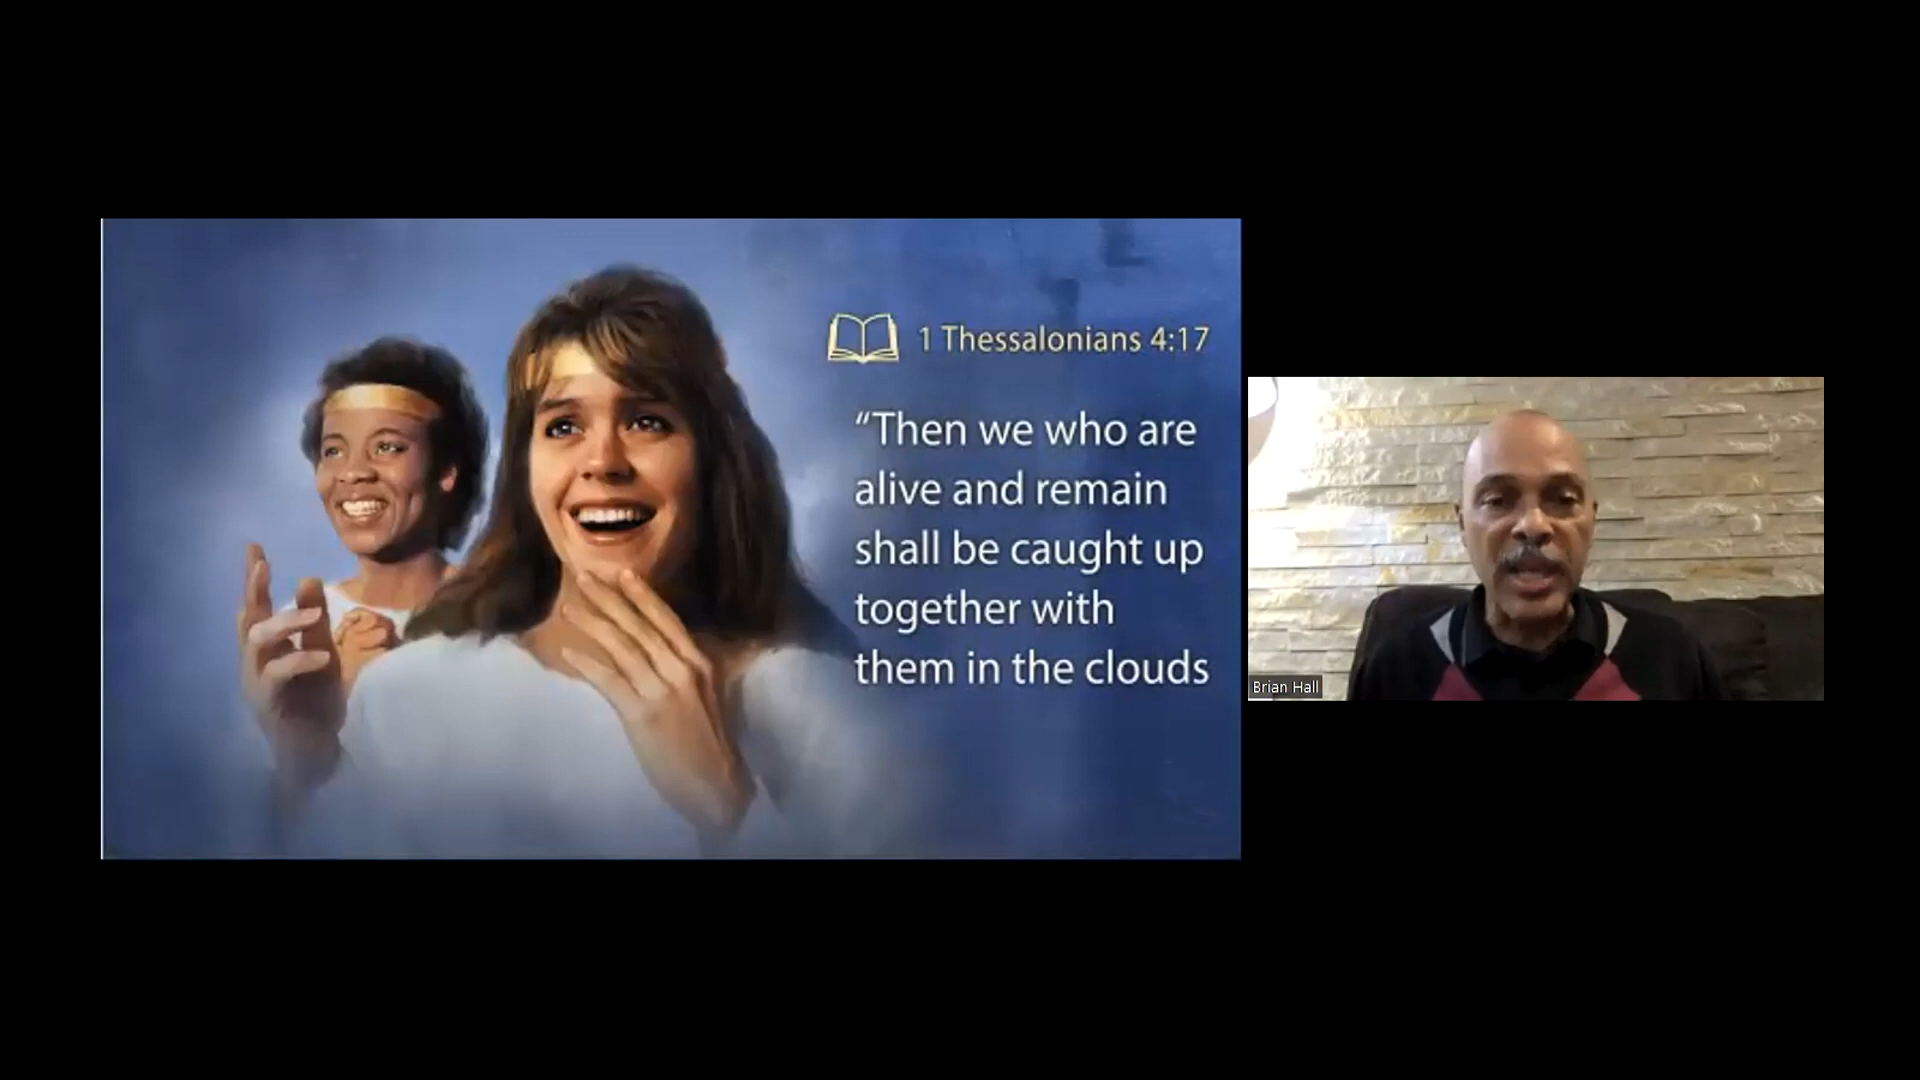 1 Thessalonians 4:17
“Then we who are
alive and remain
shall be caught up
together with
them in the clouds
Brian Hall